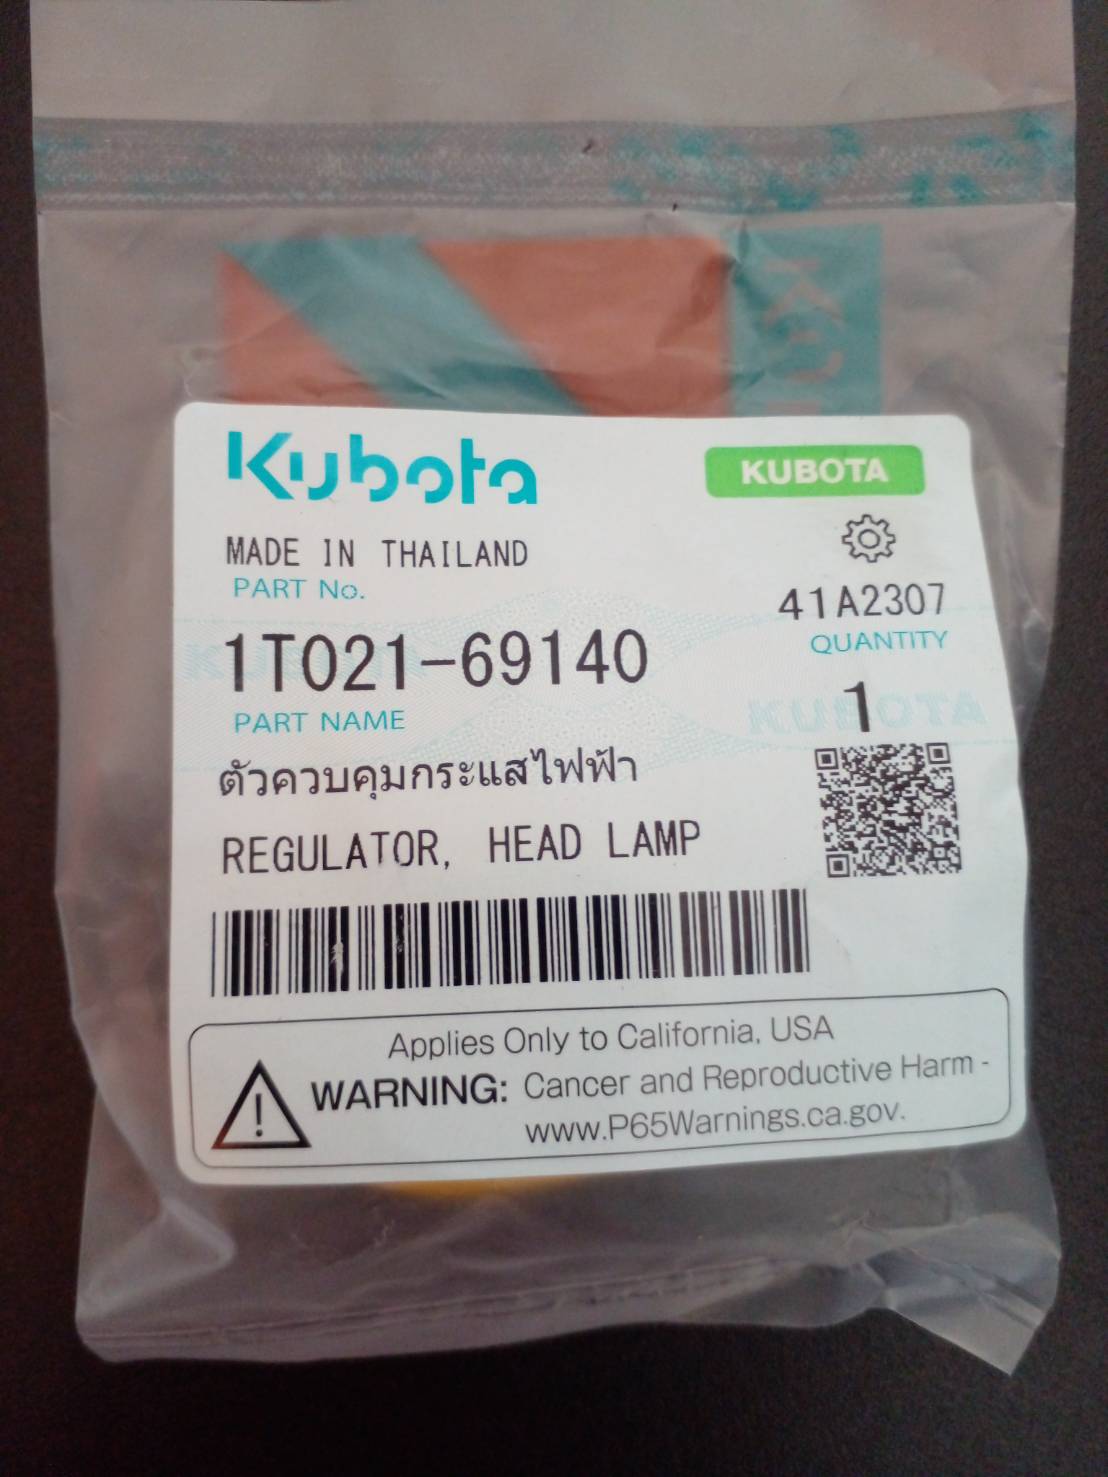 Kubota
KUBOTA
MADE IN THAILAND
PART No.
41A2307
1T021-69140
QUANTITY
1
PART NAME
ตัวควบคุมกระแสไฟฟ้า
REGULATOR, HEAD LAMP
Applies Only to California, USA
WARNING: Cancer and Reproductive Harm -
www.P65Warnings.ca.gov.
KUBOTA